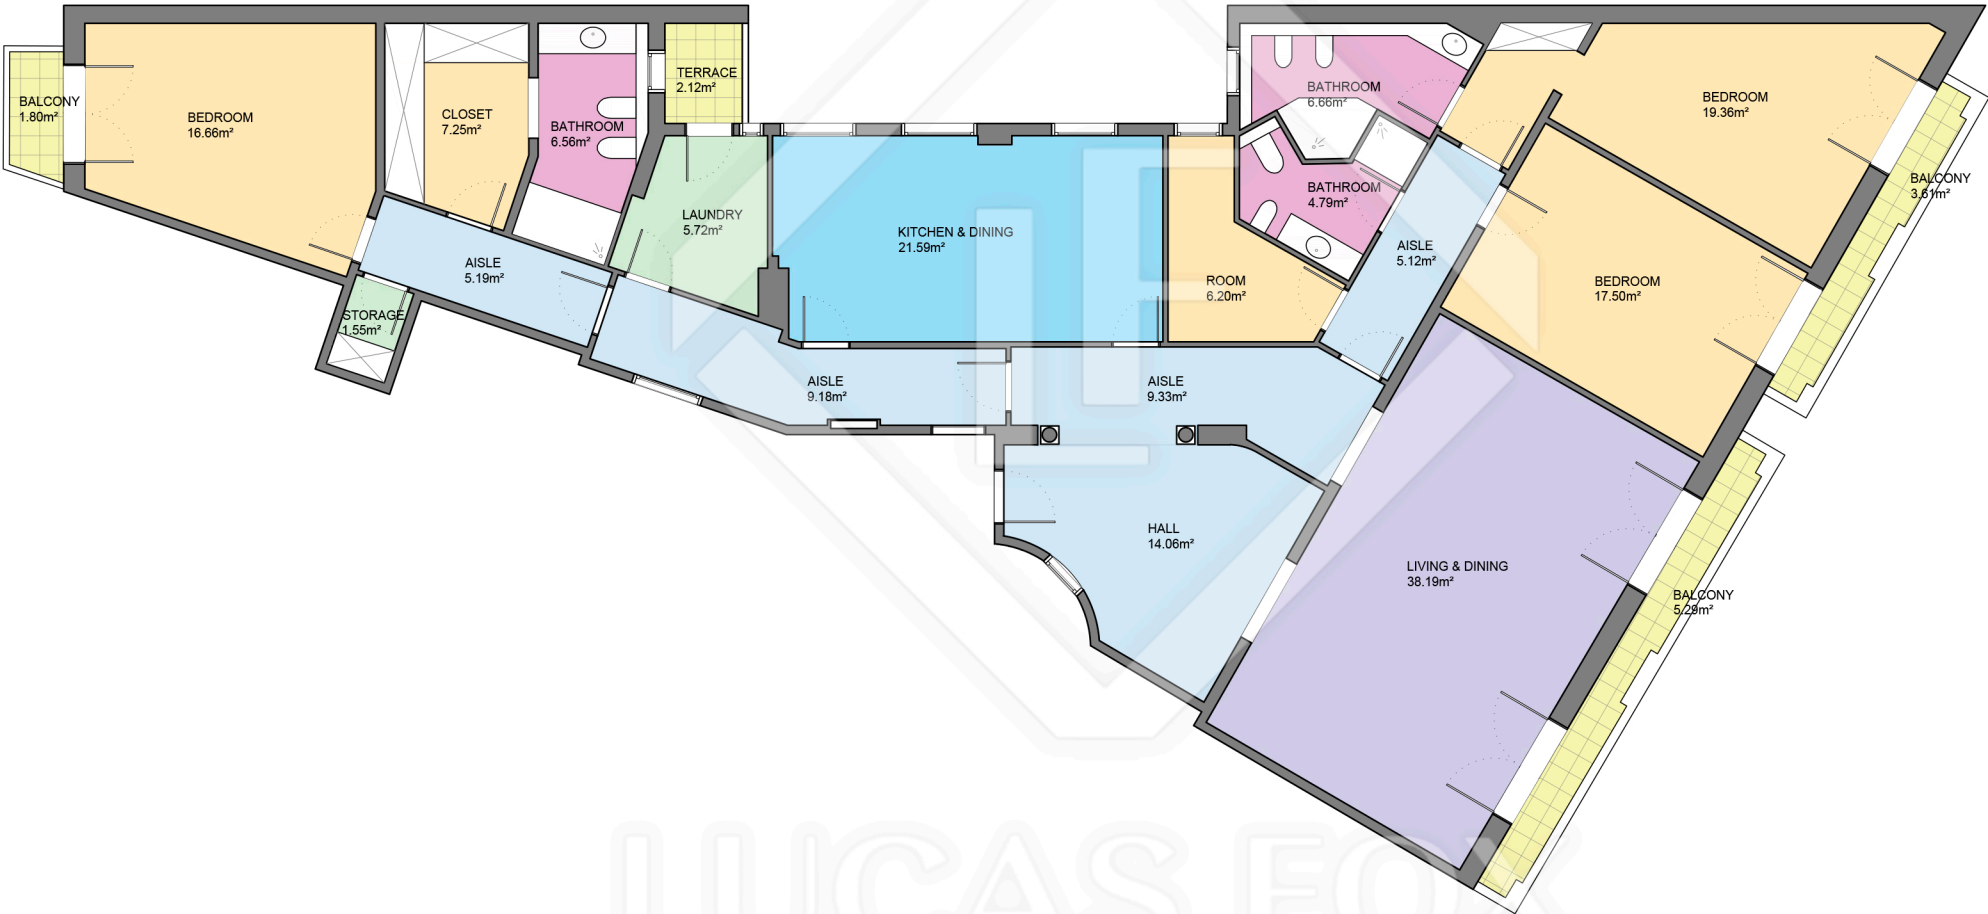 BALCONY
1.80m²
BEDROOM
16.66m²
CLOSET
7.25m²
BATHROOM
6.56m²
TERRACE
2.12m²
LAUNDRY
5.72m²
KITCHEN & DINING
21.59m²
BATHROOM
6.66m²
BATHROOM
4.79m²
BEDROOM
19.36m²
BALCONY
3.61m²
AISLE
5.19m²
STORAGE
1.55m²
ROOM
6.20m²
AISLE
5.12m²
BEDROOM
17.50m²
AISLE
9.18m²
AISLE
9.33m²
HALL
14.06m²
LIVING & DINING
38.19m²
BALCONY
5.29m²
LUCAS FOX